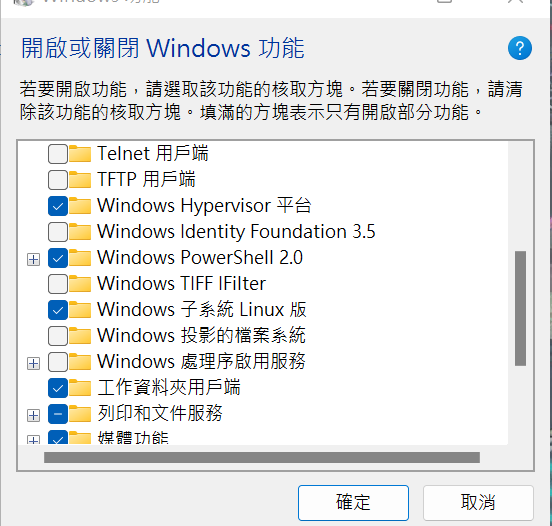 Windows 功能
開啟或關閉 Windows 功能
?
若要開啟功能，請選取該功能的核取方塊。若要關閉功能，請清
除該功能的核取方塊。填滿的方塊表示只有開啟部分功能。
Telnet 用戶端
TFTP 用戶端
Windows Hypervisor 平台
Windows Identity Foundation 3.5
Windows PowerShell 2.0
Windows TIFF IFilter
Windows 子系統 Linux 版
Windows 投影的檔案系統
Windows 處理序啟用服務
工作資料夾用戶端
列印和文件服務
媒體功能
確定
取消